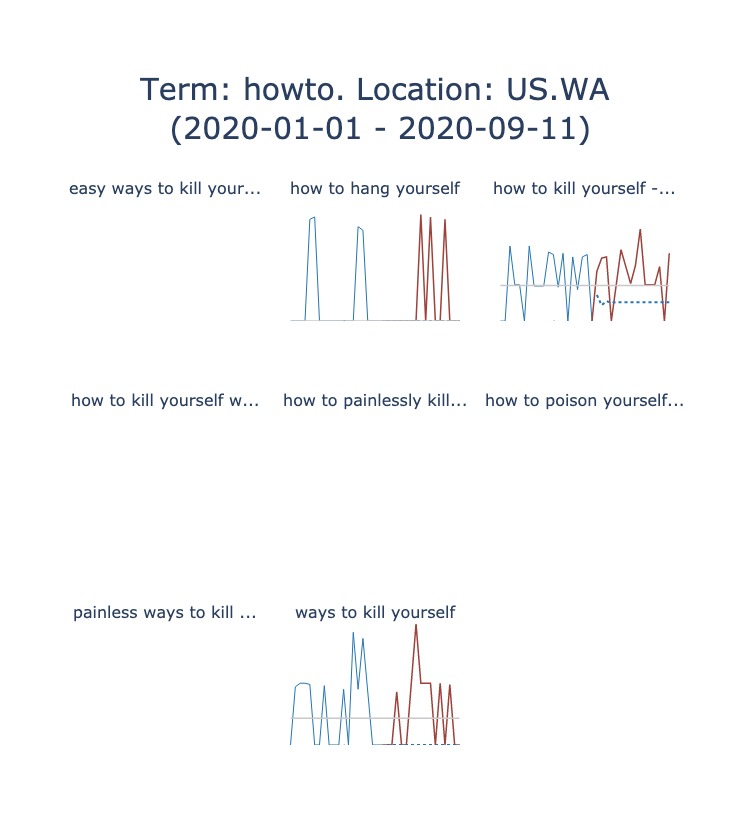 Term: howto. Location: US.WA
(2020-01-01 - 2020-09-11)
easy ways to kill your...
how to hang yourself
how to kill yourself -...
how to kill yourself w...
how to painlessly kill...
how to poison yourself...
painless ways to kill ...
ways to kill yourself